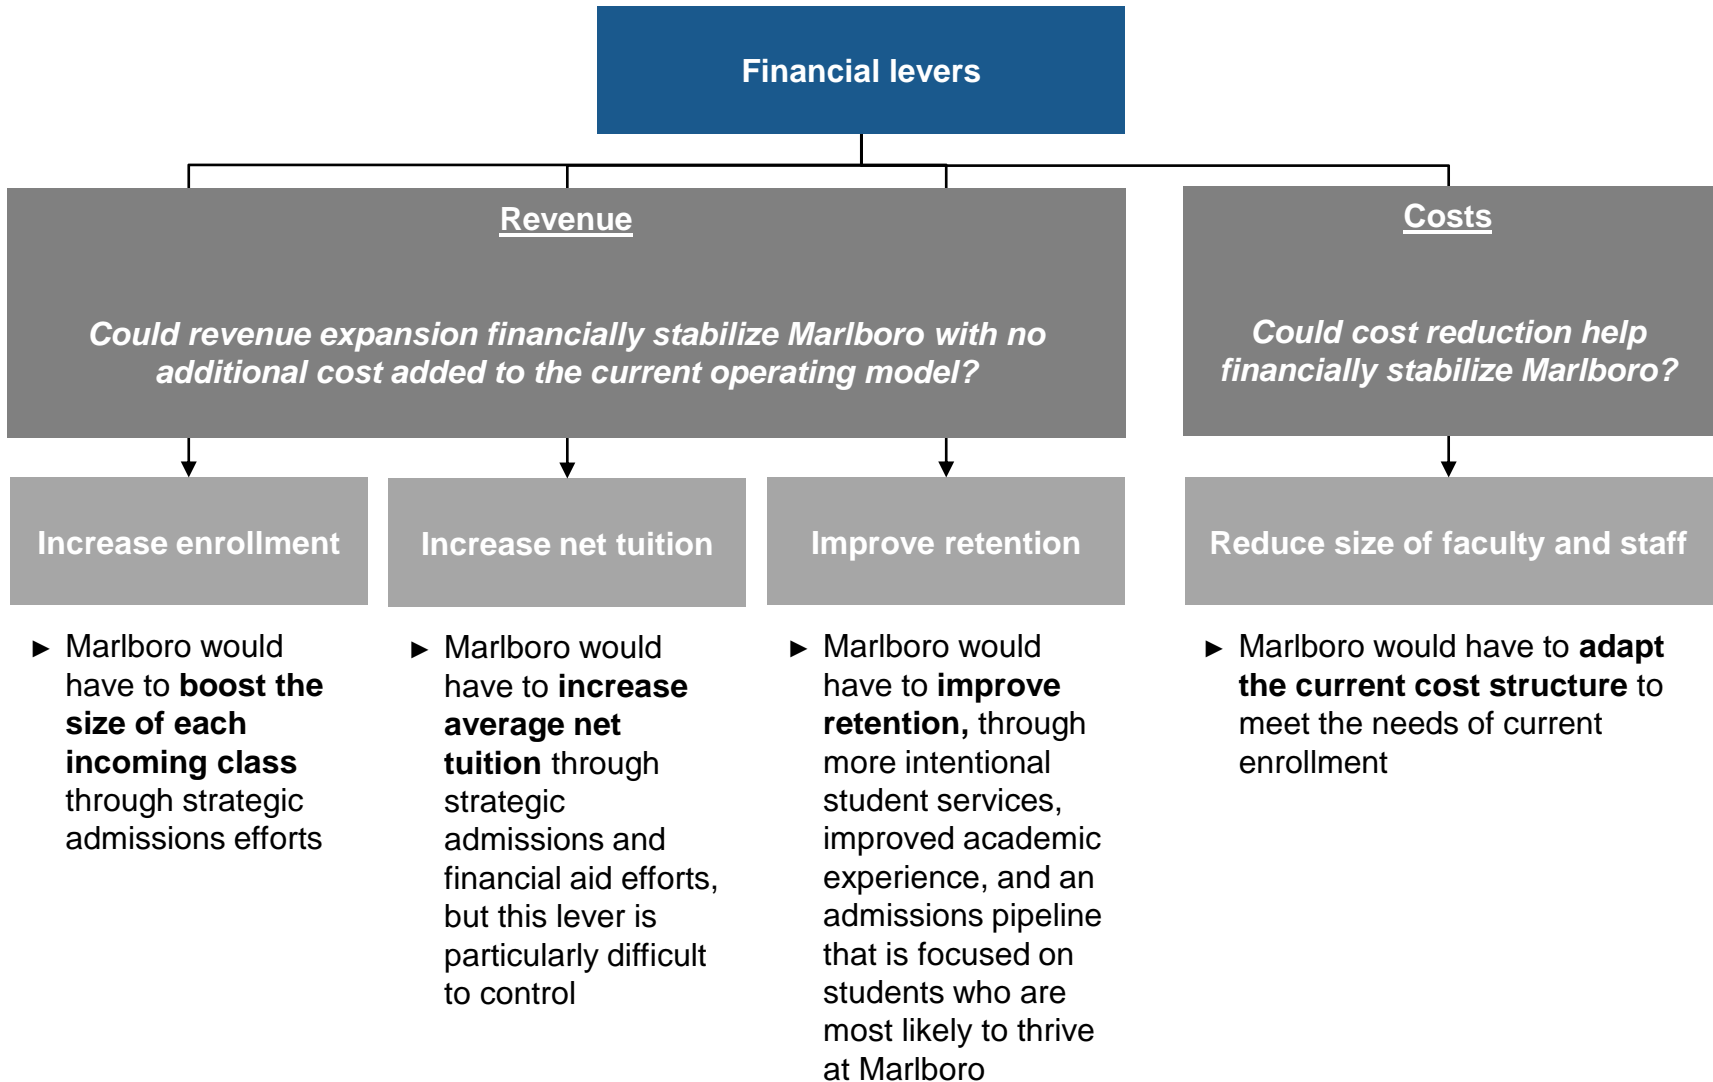 Financial levers
Revenue
Could revenue expansion financially stabilize Marlboro with no
additional cost added to the current operating model?
Costs
Could cost reduction help
financially stabilize Marlboro?
Increase enrollment
► Marlboro would
have to boost the
size of each
incoming class
through strategic
admissions efforts
Increase net tuition
► Marlboro would
have to increase
average net
tuition through
strategic
admissions and
financial aid efforts,
but this lever is
particularly difficult
to control
Improve retention
► Marlboro would
have to improve
retention, through
more intentional
student services,
improved academic
experience, and an
admissions pipeline
that is focused on
students who are
most likely to thrive
at Marlboro
Reduce size of faculty and staff
► Marlboro would have to adapt
the current cost structure to
meet the needs of current
enrollment